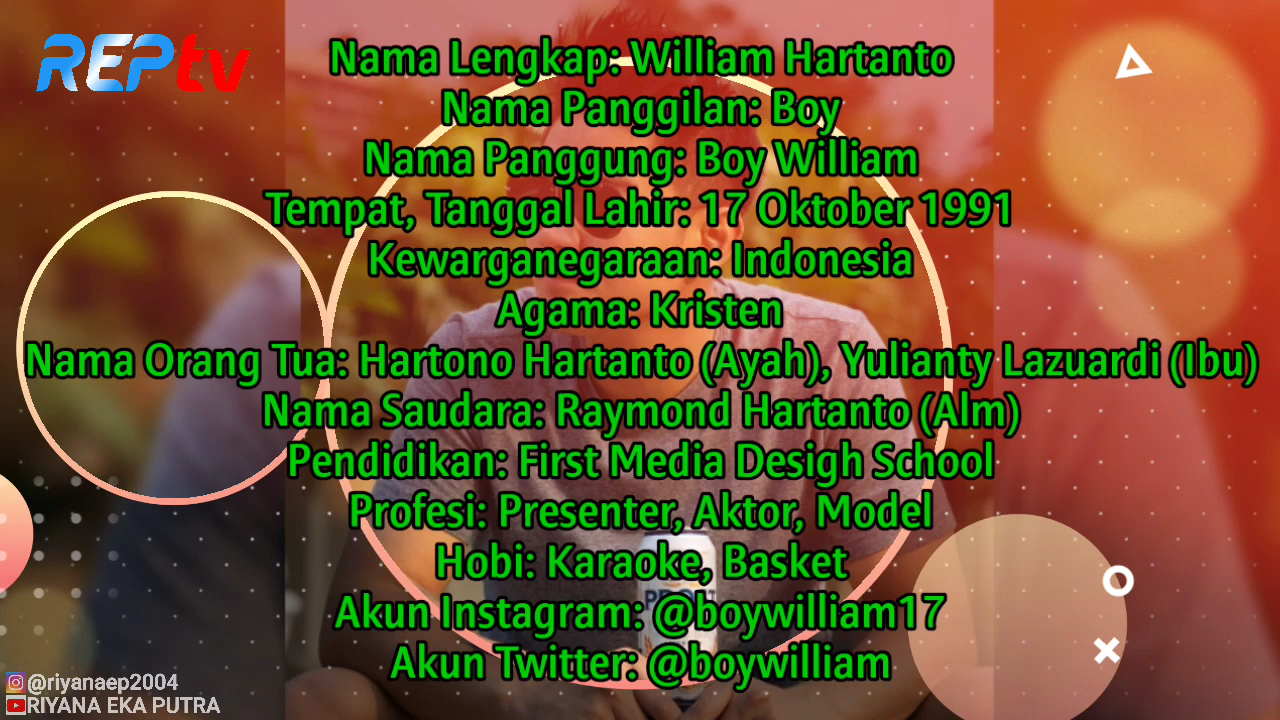 REPtv
Nama Lengkap: William Hartanto
Nama Panggilan: Boy
Nama Panggung: Boy William
Tempat, Tanggal Lahir: 17 Oktober 1991
Kewarganegaraan: Indonesia
Agama: Kristen
Nama Orang Tua: Hartono Hartanto (Ayah), Yulianty Lazuardi (Ibu)
Nama Saudara: Raymond Hartanto (Alm)
Pendidikan: First Media Desigh School
Profesi: Presenter, Aktor, Model
Hobi: Karaoke, Basket
Akun Instagram: @boywilliam17
Akun Twitter: @boywilliam
@riyanaep2004
RIYANA EKA PUTRA